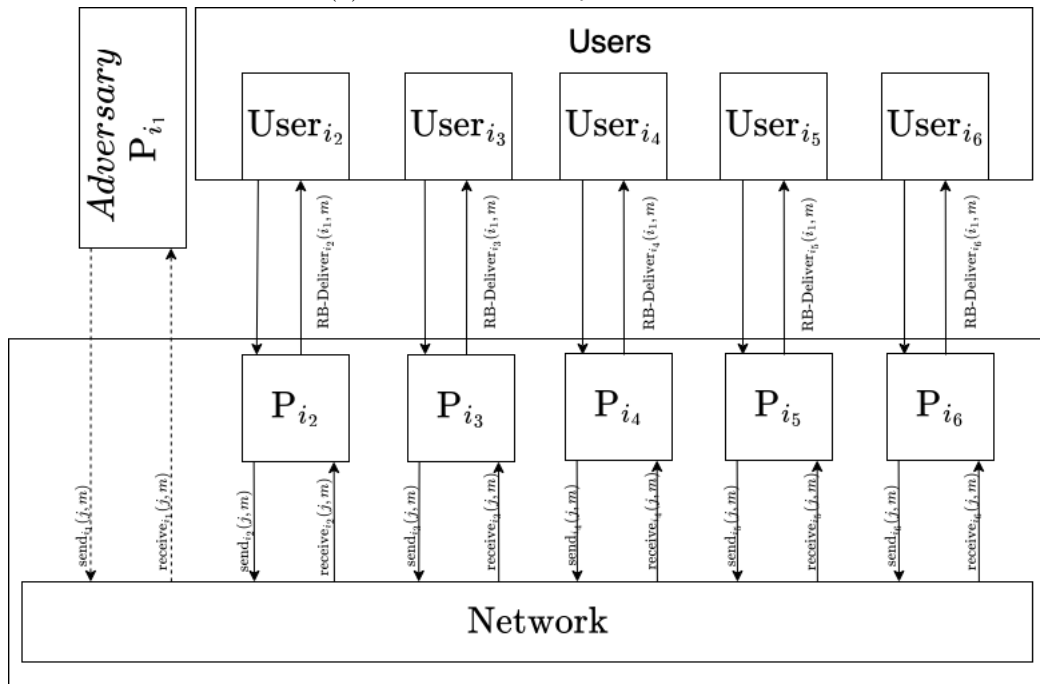 Users
Adversary
P_{i_1}
User_{i_2}
User_{i_3}
User_{i_4}
User_{i_5}
User_{i_6}
RB-Deliver_{i_2}(i_1, m)
RB-Deliver_{i_3}(i_1, m)
RB-Deliver_{i_4}(i_1, m)
RB-Deliver_{i_5}(i_1, m)
RB-Deliver_{i_6}(i_1, m)
P_{i_2}
P_{i_3}
P_{i_4}
P_{i_5}
P_{i_6}
send_{i_1}(j, m)
receive_{i_1}(j, m)
send_{i_2}(j, m)
receive_{i_2}(j, m)
send_{i_3}(j, m)
receive_{i_3}(j, m)
send_{i_4}(j, m)
receive_{i_4}(j, m)
send_{i_5}(j, m)
receive_{i_5}(j, m)
send_{i_6}(j, m)
receive_{i_6}(j, m)
Network